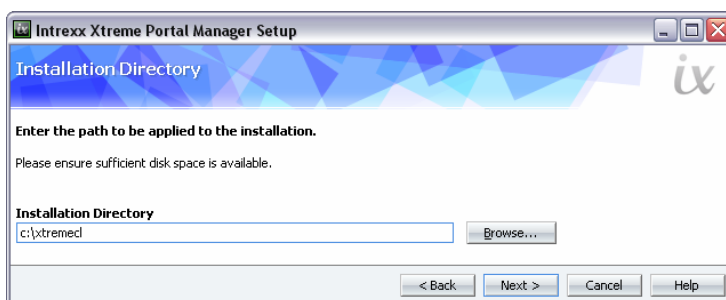 ix Intrexx Xtreme Portal Manager Setup
Installation Directory
ix
Enter the path to be applied to the installation.
Please ensure sufficient disk space is available.
Installation Directory
c:\xtremecl
Browse...
< Back Next > Cancel Help